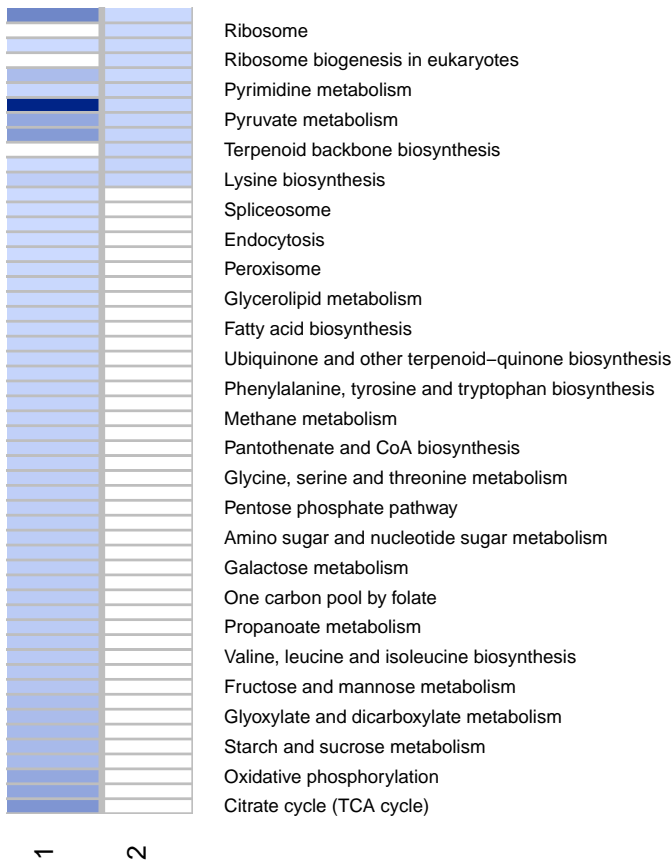 Ribosome
Ribosome biogenesis in eukaryotes
Pyrimidine metabolism
Pyruvate metabolism
Terpenoid backbone biosynthesis
Lysine biosynthesis
Spliceosome
Endocytosis
Peroxisome
Glycerolipid metabolism
Fatty acid biosynthesis
Ubiquinone and other terpenoid−quinone biosynthesis
Phenylalanine, tyrosine and tryptophan biosynthesis
Methane metabolism
Pantothenate and CoA biosynthesis
Glycine, serine and threonine metabolism
Pentose phosphate pathway
Amino sugar and nucleotide sugar metabolism
Galactose metabolism
One carbon pool by folate
Propanoate metabolism
Valine, leucine and isoleucine biosynthesis
Fructose and mannose metabolism
Glyoxylate and dicarboxylate metabolism
Starch and sucrose metabolism
Oxidative phosphorylation
Citrate cycle (TCA cycle)
1
2